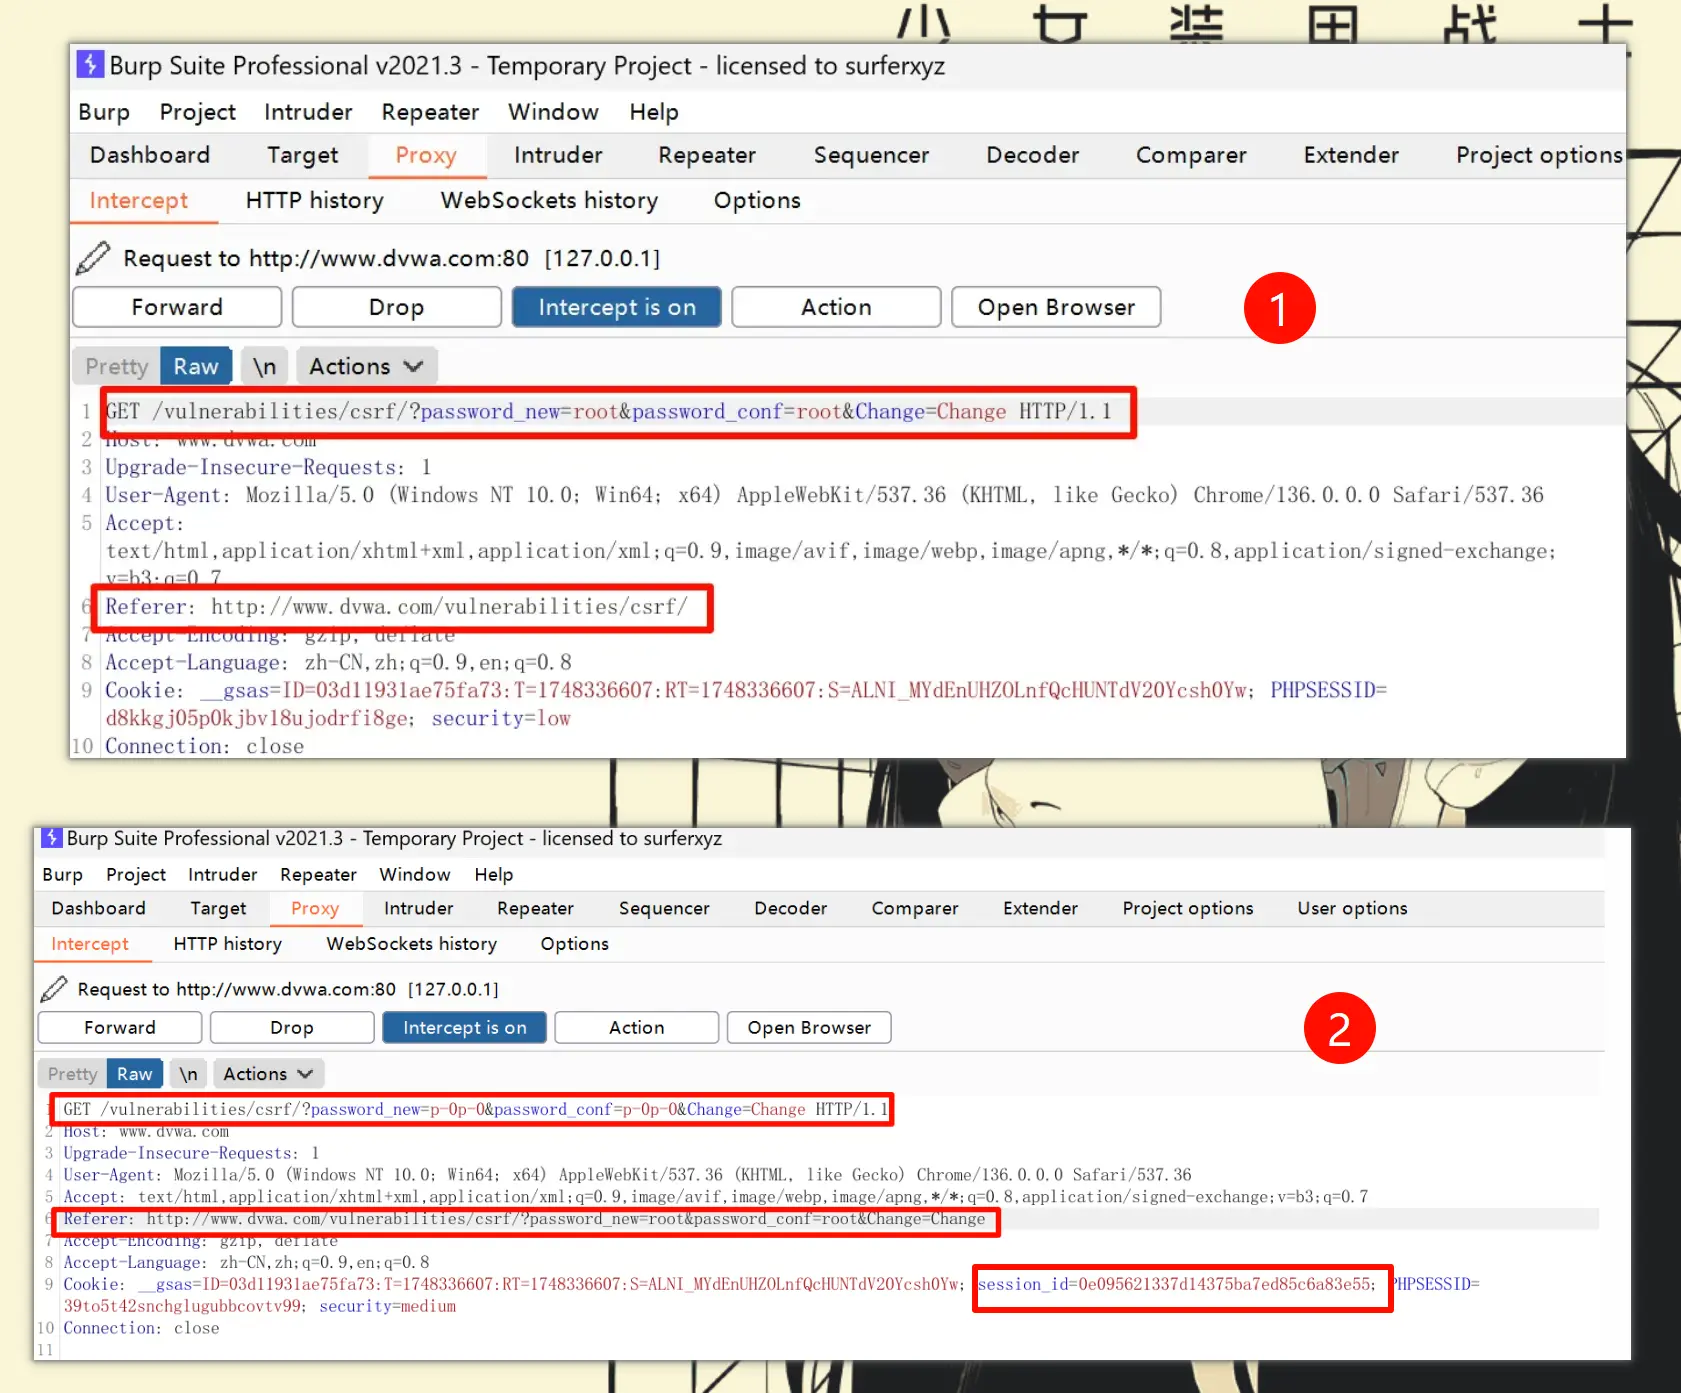 少女装甲战士
Burp Suite Professional v2021.3 - Temporary Project - licensed to surferxyz
Burp Project Intruder Repeater Window Help
Dashboard Target Proxy Intruder Repeater Sequencer Decoder Comparer Extender Project options
Intercept HTTP history WebSockets history Options
Request to http://www.dvwa.com:80 [127.0.0.1]
Forward Drop Intercept is on Action Open Browser
1
Pretty Raw \n Actions
1 GET /vulnerabilities/csrf/?password_new=root&password_conf=root&Change=Change HTTP/1.1
2 Host: www.dvwa.com
3 Upgrade-Insecure-Requests: 1
4 User-Agent: Mozilla/5.0 (Windows NT 10.0; Win64; x64) AppleWebKit/537.36 (KHTML, like Gecko) Chrome/136.0.0.0 Safari/537.36
5 Accept:
text/html,application/xhtml+xml,application/xml;q=0.9,image/avif,image/webp,image/apng,*/*;q=0.8,application/signed-exchange;
v=b3;q=0.7
6 Referer: http://www.dvwa.com/vulnerabilities/csrf/
7 Accept-Encoding: gzip, deflate
8 Accept-Language: zh-CN,zh;q=0.9,en;q=0.8
9 Cookie: __gsas=ID=03d11931ae75fa73:T=1748336607:RT=1748336607:S=ALNI_MYdEnUHZOLnfQcHUNTdV20Ycsh0Yw; PHPSESSID=
d8kkgj05p0kjbv18ujodrfi8ge; security=low
10 Connection: close
Burp Suite Professional v2021.3 - Temporary Project - licensed to surferxyz
Burp Project Intruder Repeater Window Help
Dashboard Target Proxy Intruder Repeater Sequencer Decoder Comparer Extender Project options User options
Intercept HTTP history WebSockets history Options
Request to http://www.dvwa.com:80 [127.0.0.1]
Forward Drop Intercept is on Action Open Browser
2
Pretty Raw \n Actions
1 GET /vulnerabilities/csrf/?password_new=p-0p-0&password_conf=p-0p-0&Change=Change HTTP/1.1
2 Host: www.dvwa.com
3 Upgrade-Insecure-Requests: 1
4 User-Agent: Mozilla/5.0 (Windows NT 10.0; Win64; x64) AppleWebKit/537.36 (KHTML, like Gecko) Chrome/136.0.0.0 Safari/537.36
5 Accept: text/html,application/xhtml+xml,application/xml;q=0.9,image/avif,image/webp,image/apng,*/*;q=0.8,application/signed-exchange;v=b3;q=0.7
6 Referer: http://www.dvwa.com/vulnerabilities/csrf/?password_new=root&password_conf=root&Change=Change
7 Accept-Encoding: gzip, deflate
8 Accept-Language: zh-CN,zh;q=0.9,en;q=0.8
9 Cookie: __gsas=ID=03d11931ae75fa73:T=1748336607:RT=1748336607:S=ALNI_MYdEnUHZOLnfQcHUNTdV20Ycsh0Yw; session_id=0e095621337d14375ba7ed85c6a83e55; PHPSESSID=
39to5t42snchglugubbcovtv99; security=medium
10 Connection: close
11